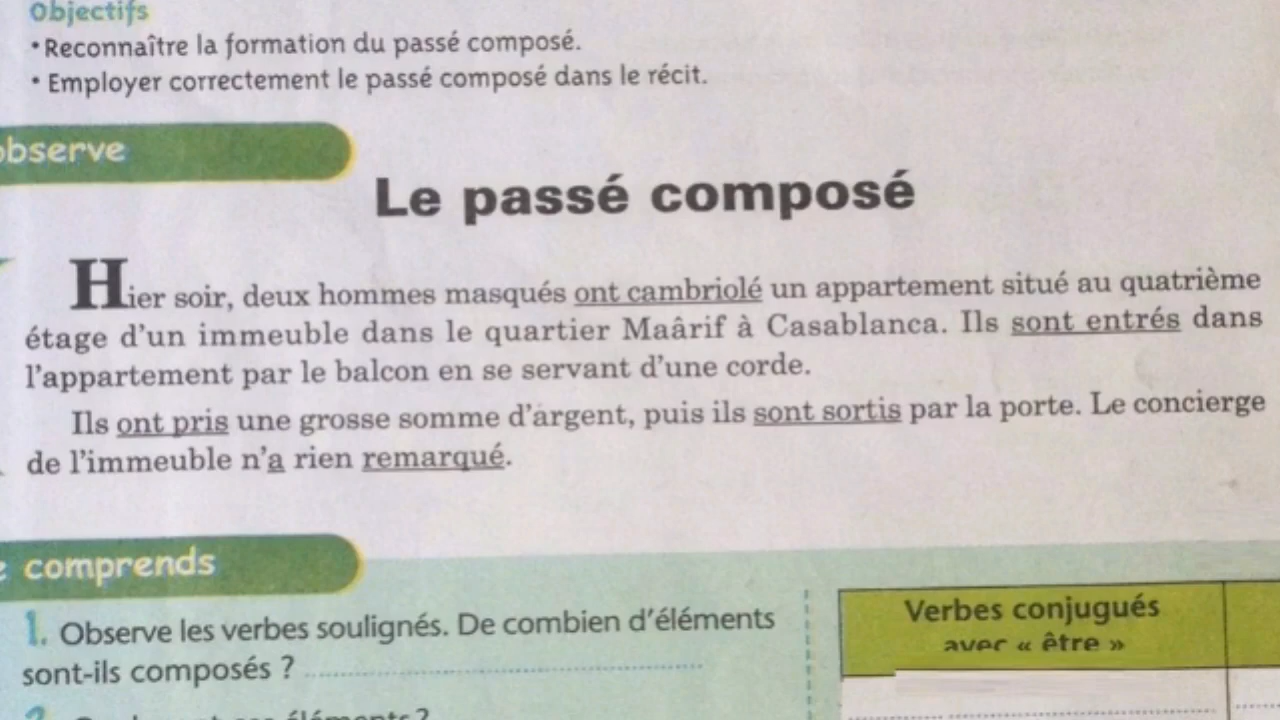 Objectifs
• Reconnaître la formation du passé composé.
• Employer correctement le passé composé dans le récit.
observe
Le passé composé
Hier soir, deux hommes masqués ont cambriolé un appartement situé au quatrième
étage d'un immeuble dans le quartier Maârif à Casablanca. Ils sont entrés dans
l'appartement par le balcon en se servant d'une corde.
Ils ont pris une grosse somme d'argent, puis ils sont sortis par la porte. Le concierge
de l'immeuble n'a rien remarqué.
e comprends
1. Observe les verbes soulignés. De combien d'éléments
sont-ils composés ?
Verbes conjugués
avec « être »
éléments ?